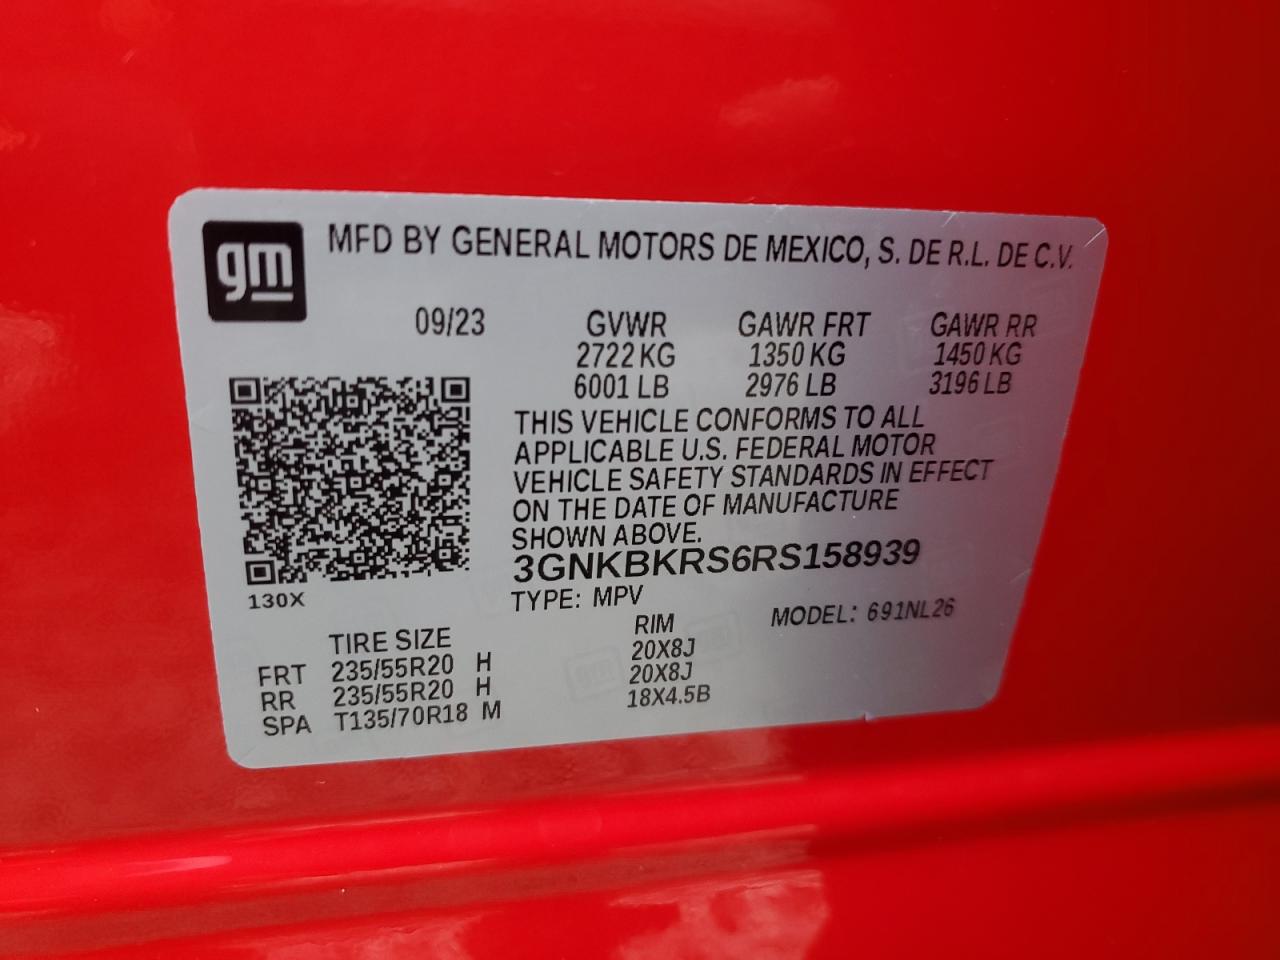 gm
MFD BY GENERAL MOTORS DE MEXICO, S. DE R.L. DE C.V.
09/23 GVWR GAWR FRT GAWR RR
2722 KG 1350 KG 1450 KG
6001 LB 2976 LB 3196 LB
THIS VEHICLE CONFORMS TO ALL
APPLICABLE U.S. FEDERAL MOTOR
VEHICLE SAFETY STANDARDS IN EFFECT
ON THE DATE OF MANUFACTURE
SHOWN ABOVE.
3GNKBKRS6RS158939
130X
TYPE: MPV MODEL: 691NL26
TIRE SIZE RIM
FRT 235/55R20 H 20X8J
RR 235/55R20 H 20X8J
SPA T135/70R18 M 18X4.5B